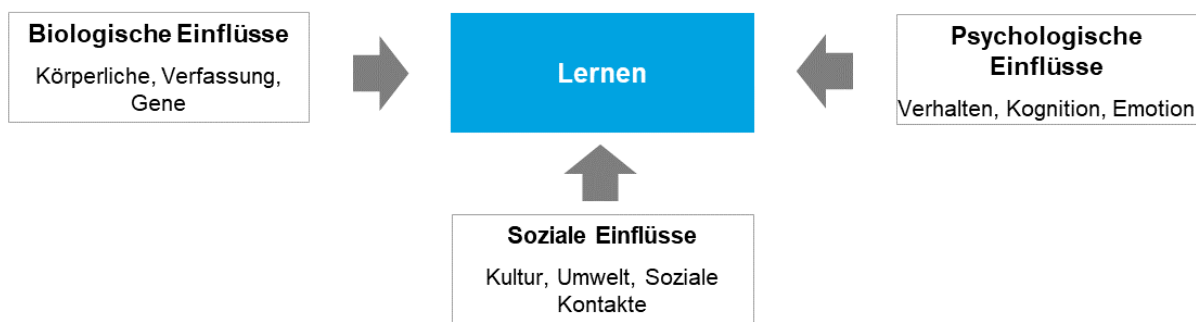 Biologische Einflüsse
Körperliche, Verfassung,
Gene
Lernen
Psychologische
Einflüsse
Verhalten, Kognition, Emotion
Soziale Einflüsse
Kultur, Umwelt, Soziale
Kontakte